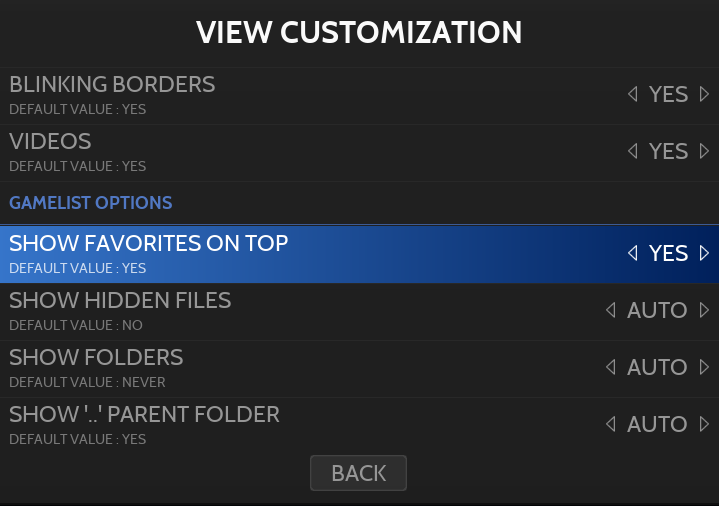 VIEW CUSTOMIZATION
BLINKING BORDERS
DEFAULT VALUE : YES
YES
VIDEOS
DEFAULT VALUE : YES
YES
GAMELIST OPTIONS
SHOW FAVORITES ON TOP
DEFAULT VALUE : YES
YES
SHOW HIDDEN FILES
DEFAULT VALUE : NO
AUTO
SHOW FOLDERS
DEFAULT VALUE : NEVER
AUTO
SHOW '..' PARENT FOLDER
DEFAULT VALUE : YES
AUTO
BACK